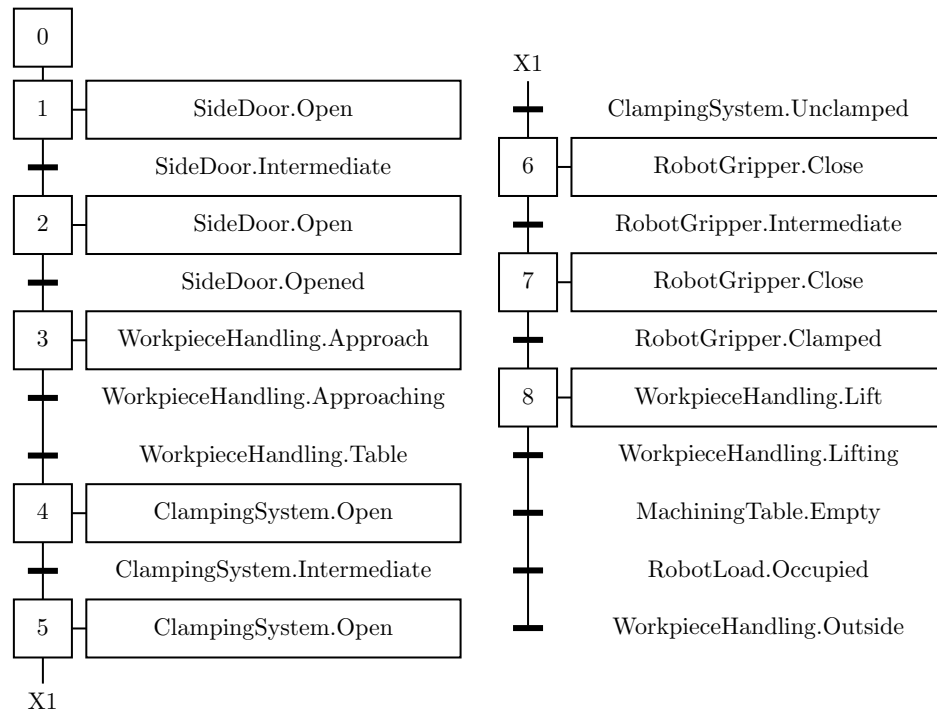 0
1 SideDoor.Open
SideDoor.Intermediate
2 SideDoor.Open
SideDoor.Opened
3 WorkpieceHandling.Approach
WorkpieceHandling.Approaching
WorkpieceHandling.Table
4 ClampingSystem.Open
ClampingSystem.Intermediate
5 ClampingSystem.Open
X1
X1
ClampingSystem.Unclamped
6 RobotGripper.Close
RobotGripper.Intermediate
7 RobotGripper.Close
RobotGripper.Clamped
8 WorkpieceHandling.Lift
WorkpieceHandling.Lifting
MachiningTable.Empty
RobotLoad.Occupied
WorkpieceHandling.Outside